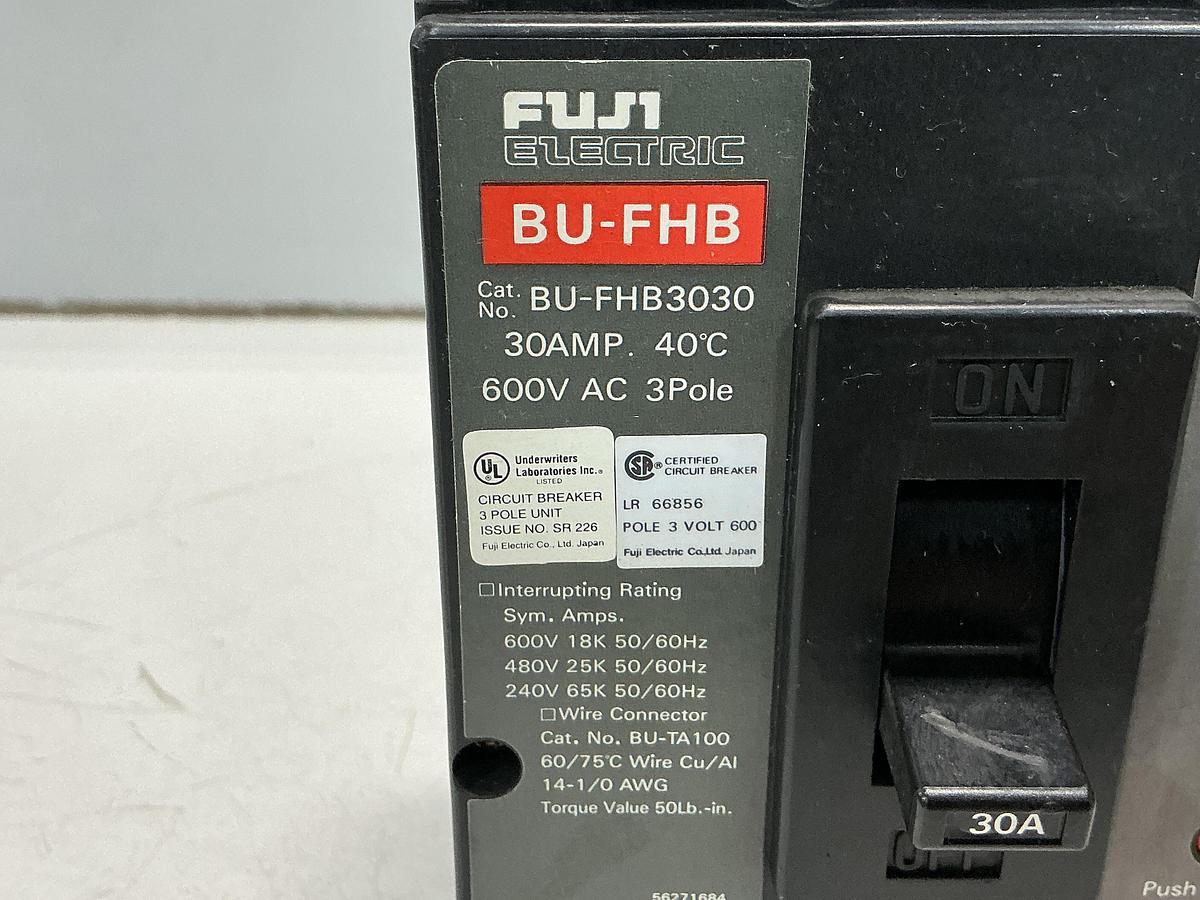 FUJI
ELECTRIC
BU-FHB
Cat. No. BU-FHB3030
30AMP. 40℃
600V AC 3Pole
UL® Underwriters
Laboratories Inc.®
LISTED
CIRCUIT BREAKER
3 POLE UNIT
ISSUE NO. SR 226
Fuji Electric Co., Ltd. Japan
SA® CERTIFIED
CIRCUIT BREAKER
LR 66856
POLE 3 VOLT 600
Fuji Electric Co.,Ltd. Japan
□Interrupting Rating
Sym. Amps.
600V 18K 50/60Hz
480V 25K 50/60Hz
240V 65K 50/60Hz
□Wire Connector
Cat. No. BU-TA100
60/75℃ Wire Cu/Al
14-1/0 AWG
Torque Value 50Lb.-in.
56271684
ON
30A
OFF
Push